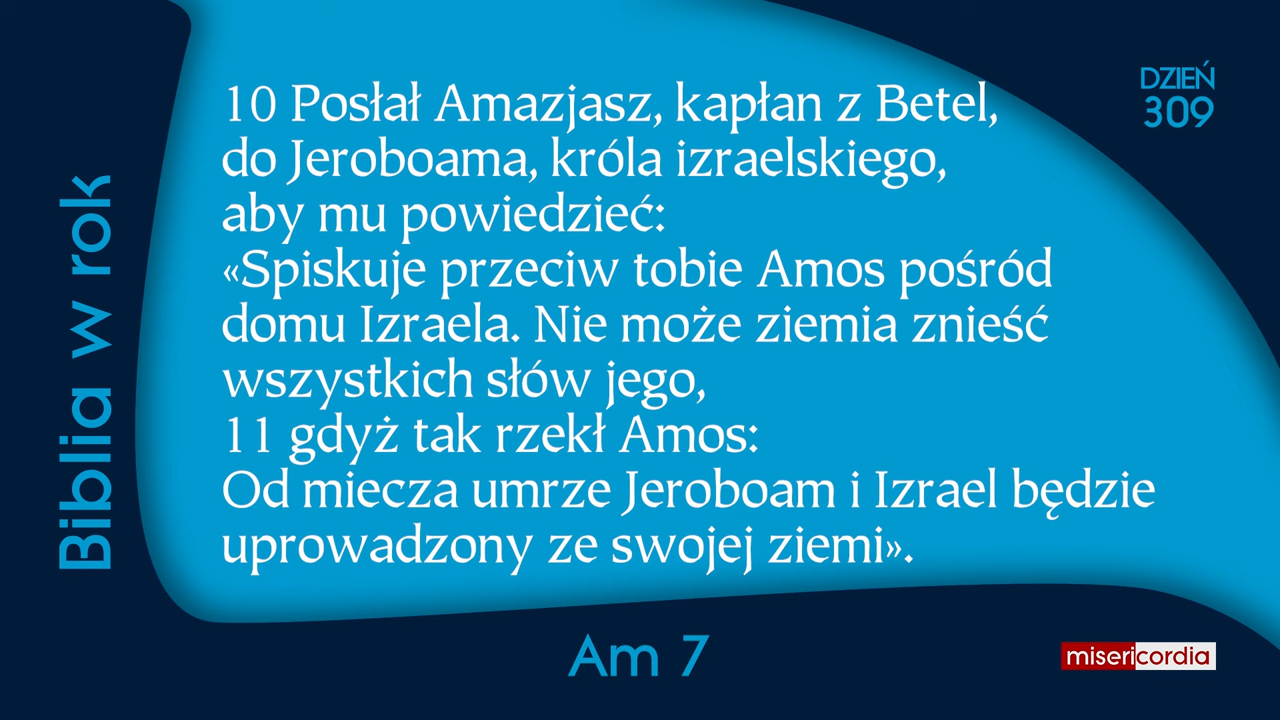 DZIEŃ
309
10 Posłał Amazjasz, kapłan z Betel,
do Jeroboama, króla izraelskiego,
aby mu powiedzieć:
«Spiskuje przeciw tobie Amos pośród
domu Izraela. Nie może ziemia znieść
wszystkich słów jego,
11 gdyż tak rzekł Amos:
Od miecza umrze Jeroboam i Izrael będzie
uprowadzony ze swojej ziemi».
Biblia w rok
Am 7
misericordia